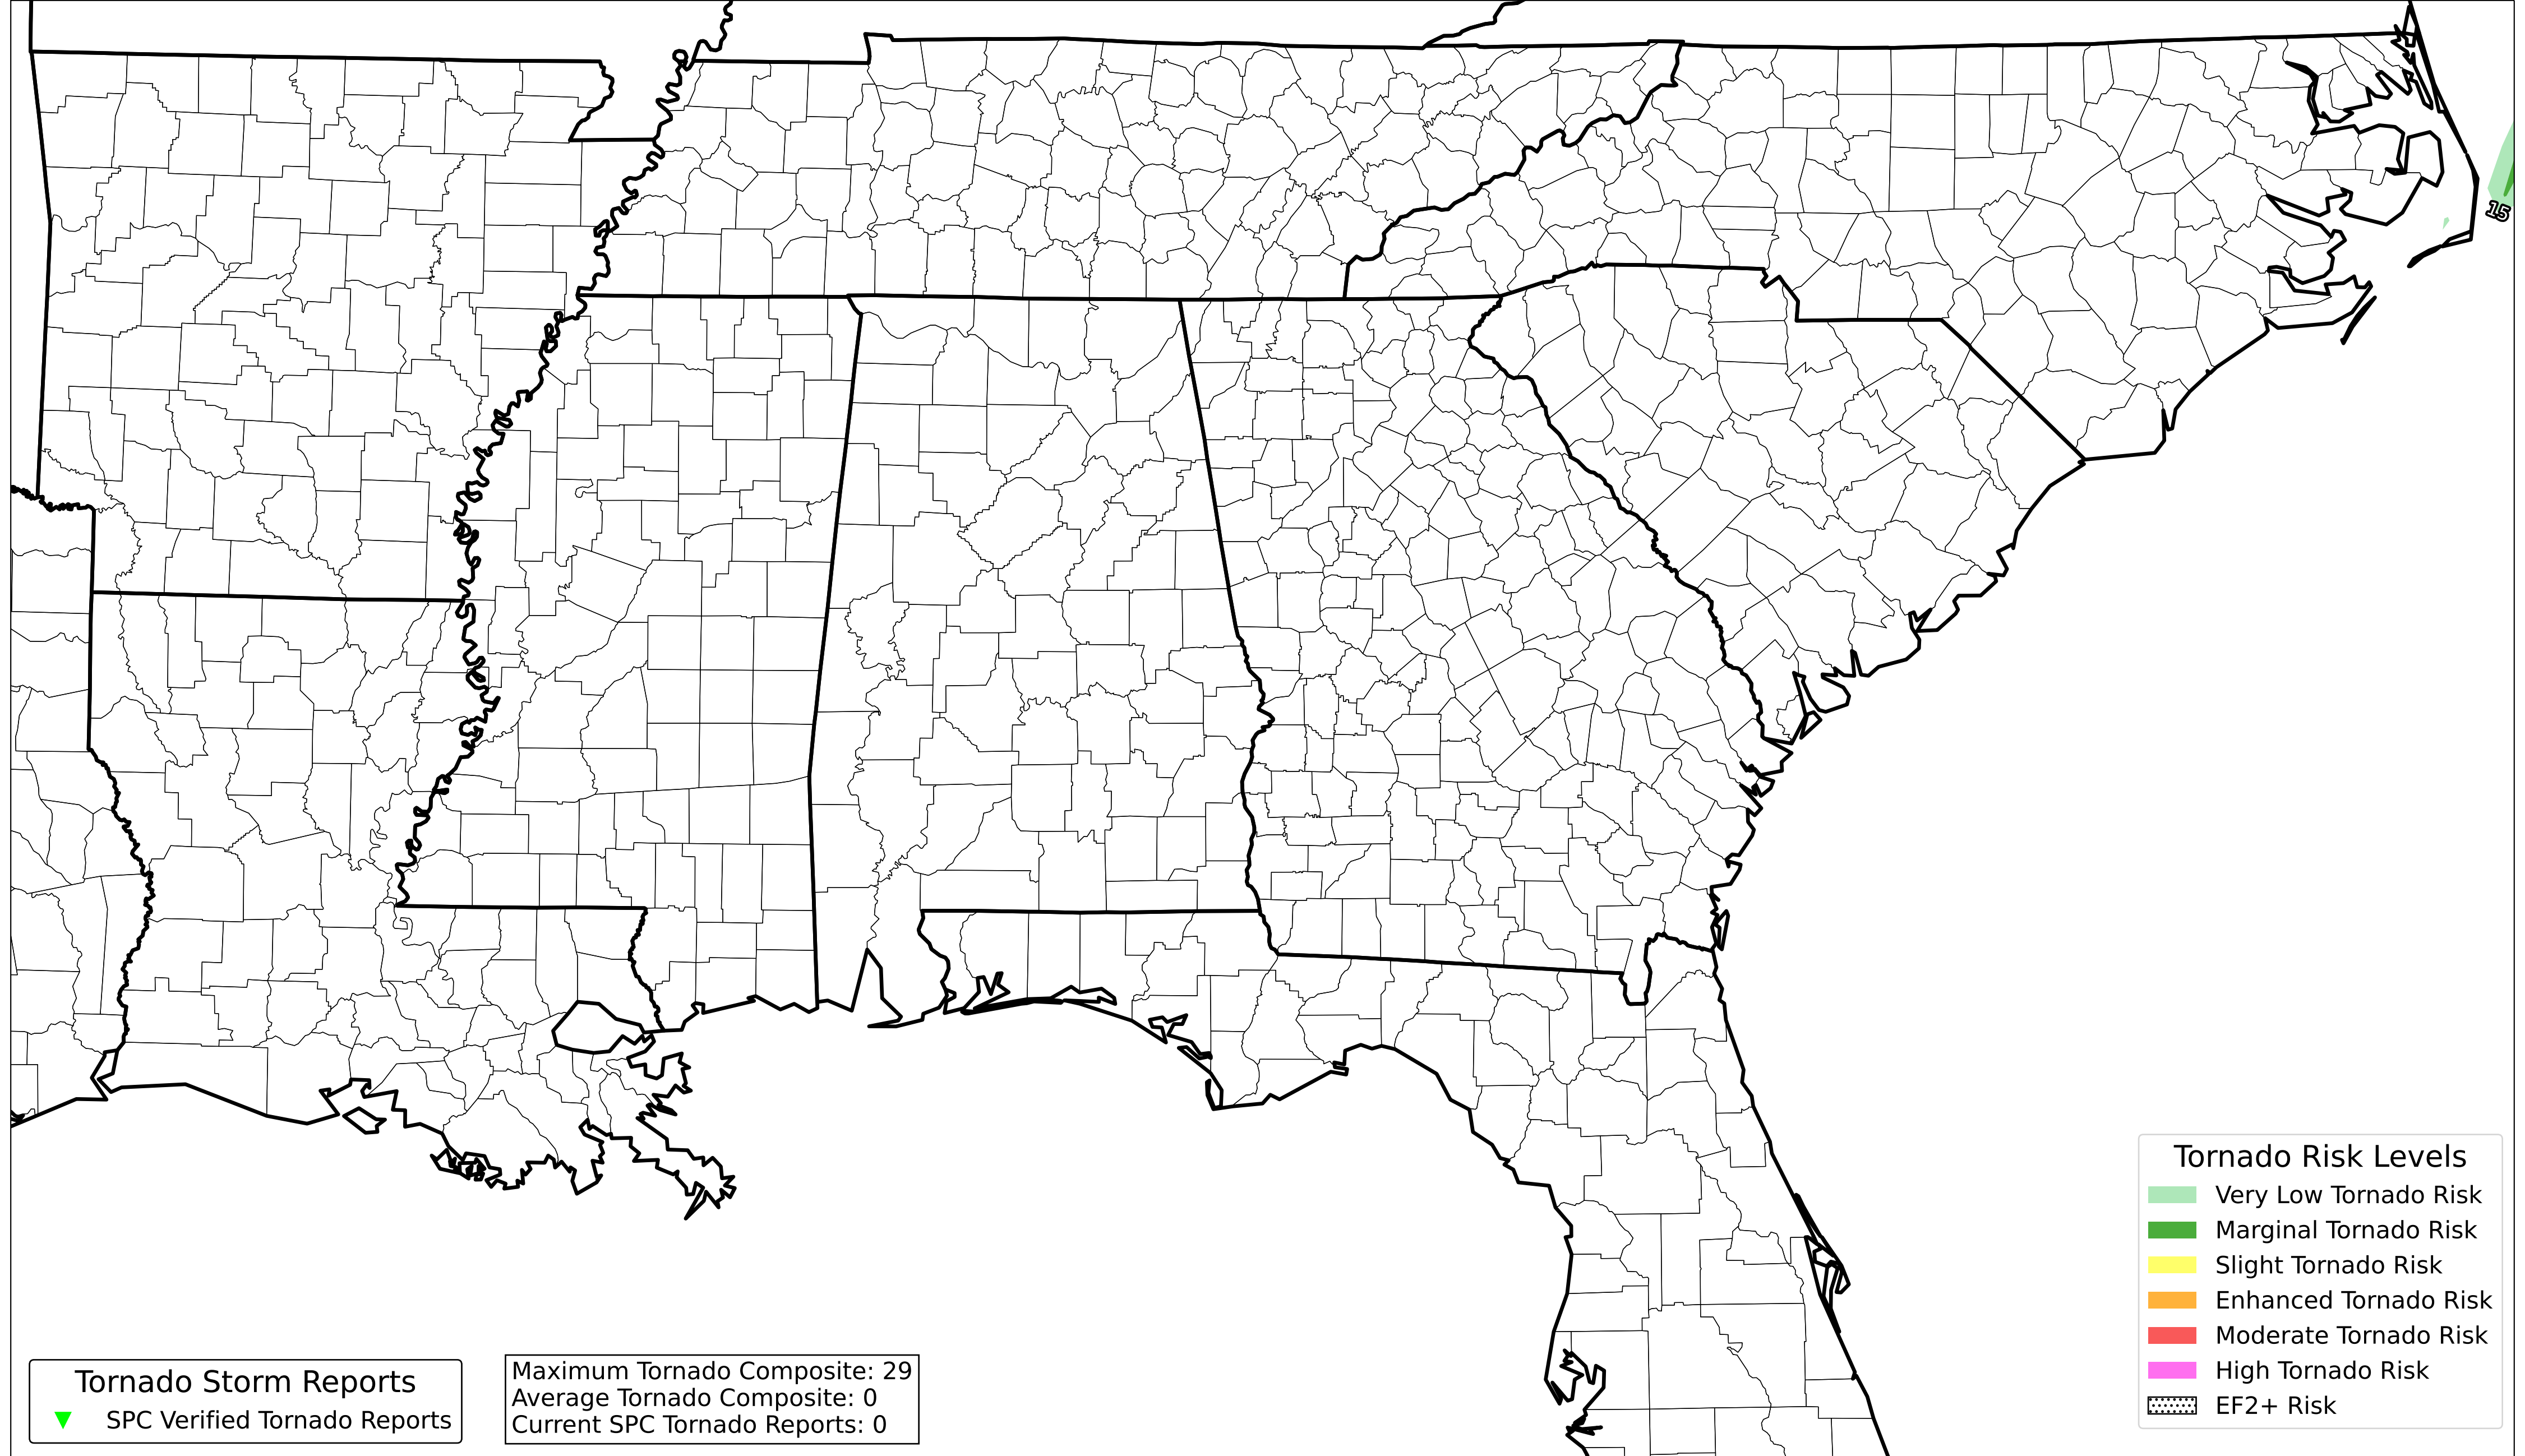 15
Tornado Risk Levels
Very Low Tornado Risk
Marginal Tornado Risk
Slight Tornado Risk
Enhanced Tornado Risk
Moderate Tornado Risk
High Tornado Risk
EF2+ Risk
Tornado Storm Reports
SPC Verified Tornado Reports
Maximum Tornado Composite: 29
Average Tornado Composite: 0
Current SPC Tornado Reports: 0